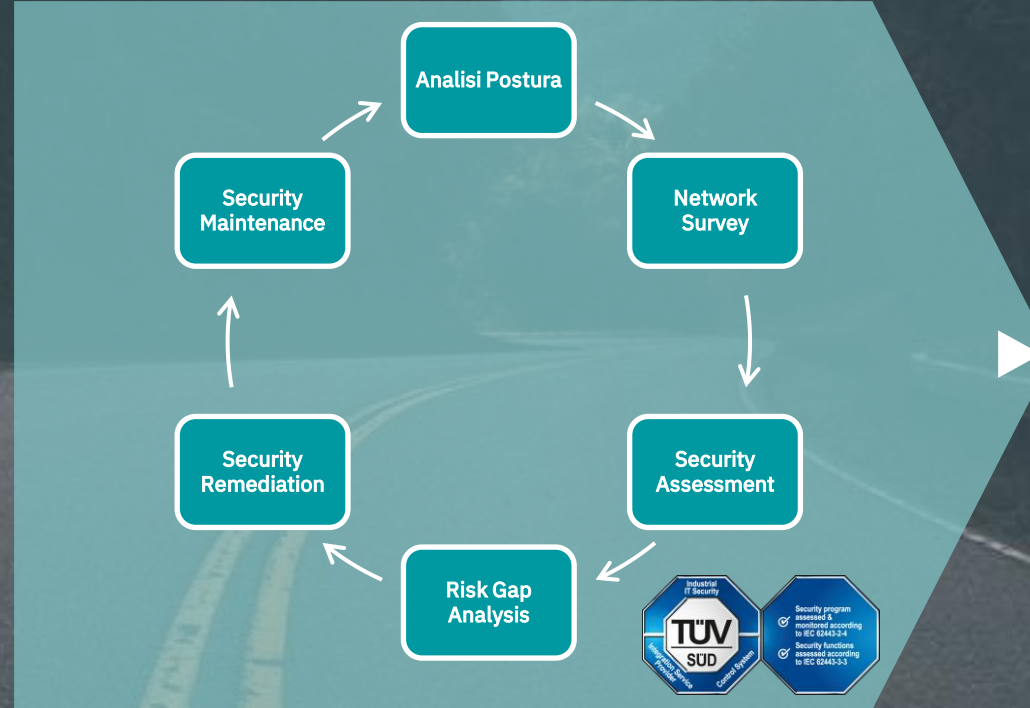 Analisi Postura
Network
Survey
Security
Assessment
Risk Gap
Analysis
Security
Remediation
Security
Maintenance
Industrial
IT Security
TÜV
SÜD
Integration Service
Provider
Control System
Security program
assessed &
monitored according
to IEC 62443-2-4
Security functions
assessed according
to IEC 62443-3-3